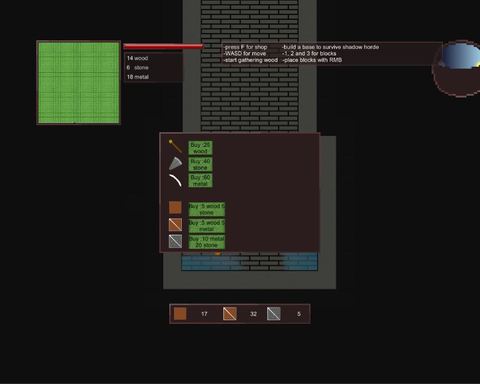 -press F for shop
-WASD for move
-start gathering wood
-build a base to survive shadow horde
-1, 2 and 3 for blocks
-place blocks with RMB
14 wood
6 stone
18 metal
Buy :25
wood
Buy :40
stone
Buy :60
metal
Buy :5 wood 5
stone
Buy :5 wood 5
metal
Buy :10 metal
20 stone
17
32
5